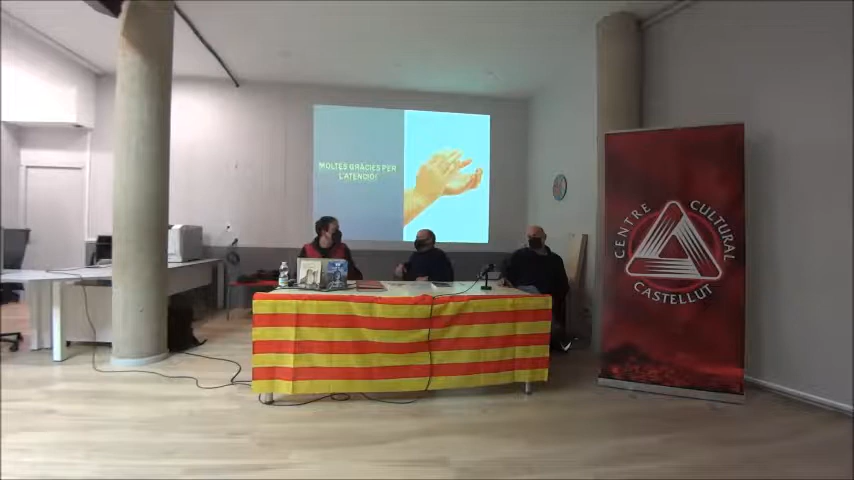 MOLTES GRÀCIES PER
L'ATENCIÓ!
CENTRE CULTURAL
CASTELLUT